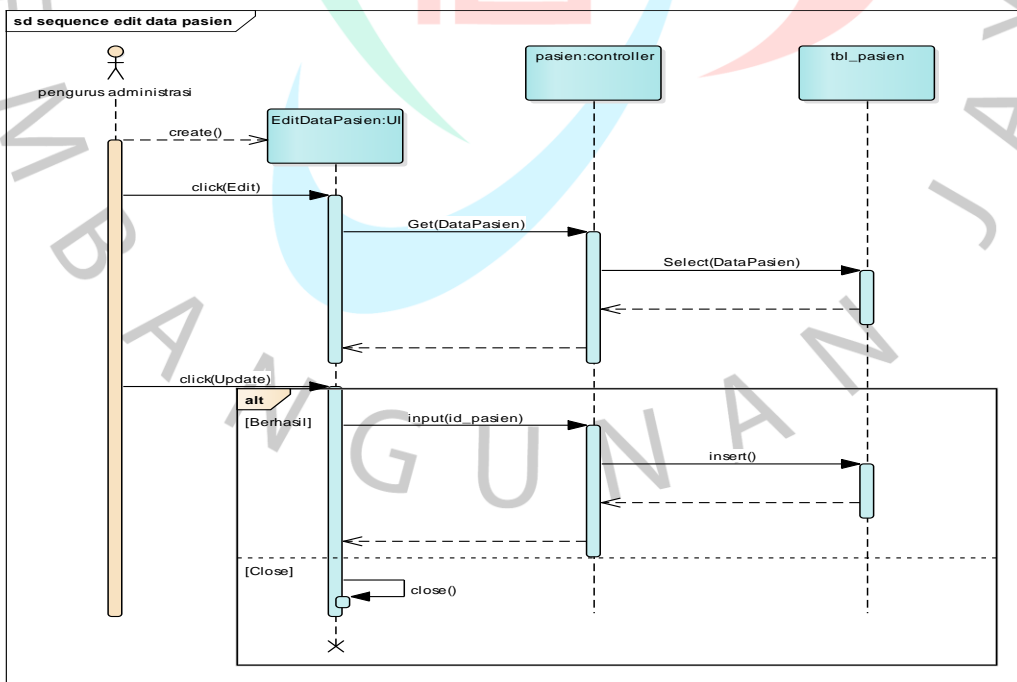 sd sequence edit data pasien
pengurus administrasi
pasien:controller
tbl_pasien
EditDataPasien:UI
create()
click(Edit)
Get(DataPasien)
Select(DataPasien)
click(Update)
alt
[Berhasil]
input(id_pasien)
insert()
[Close]
close()
M B A N G U N A N J A